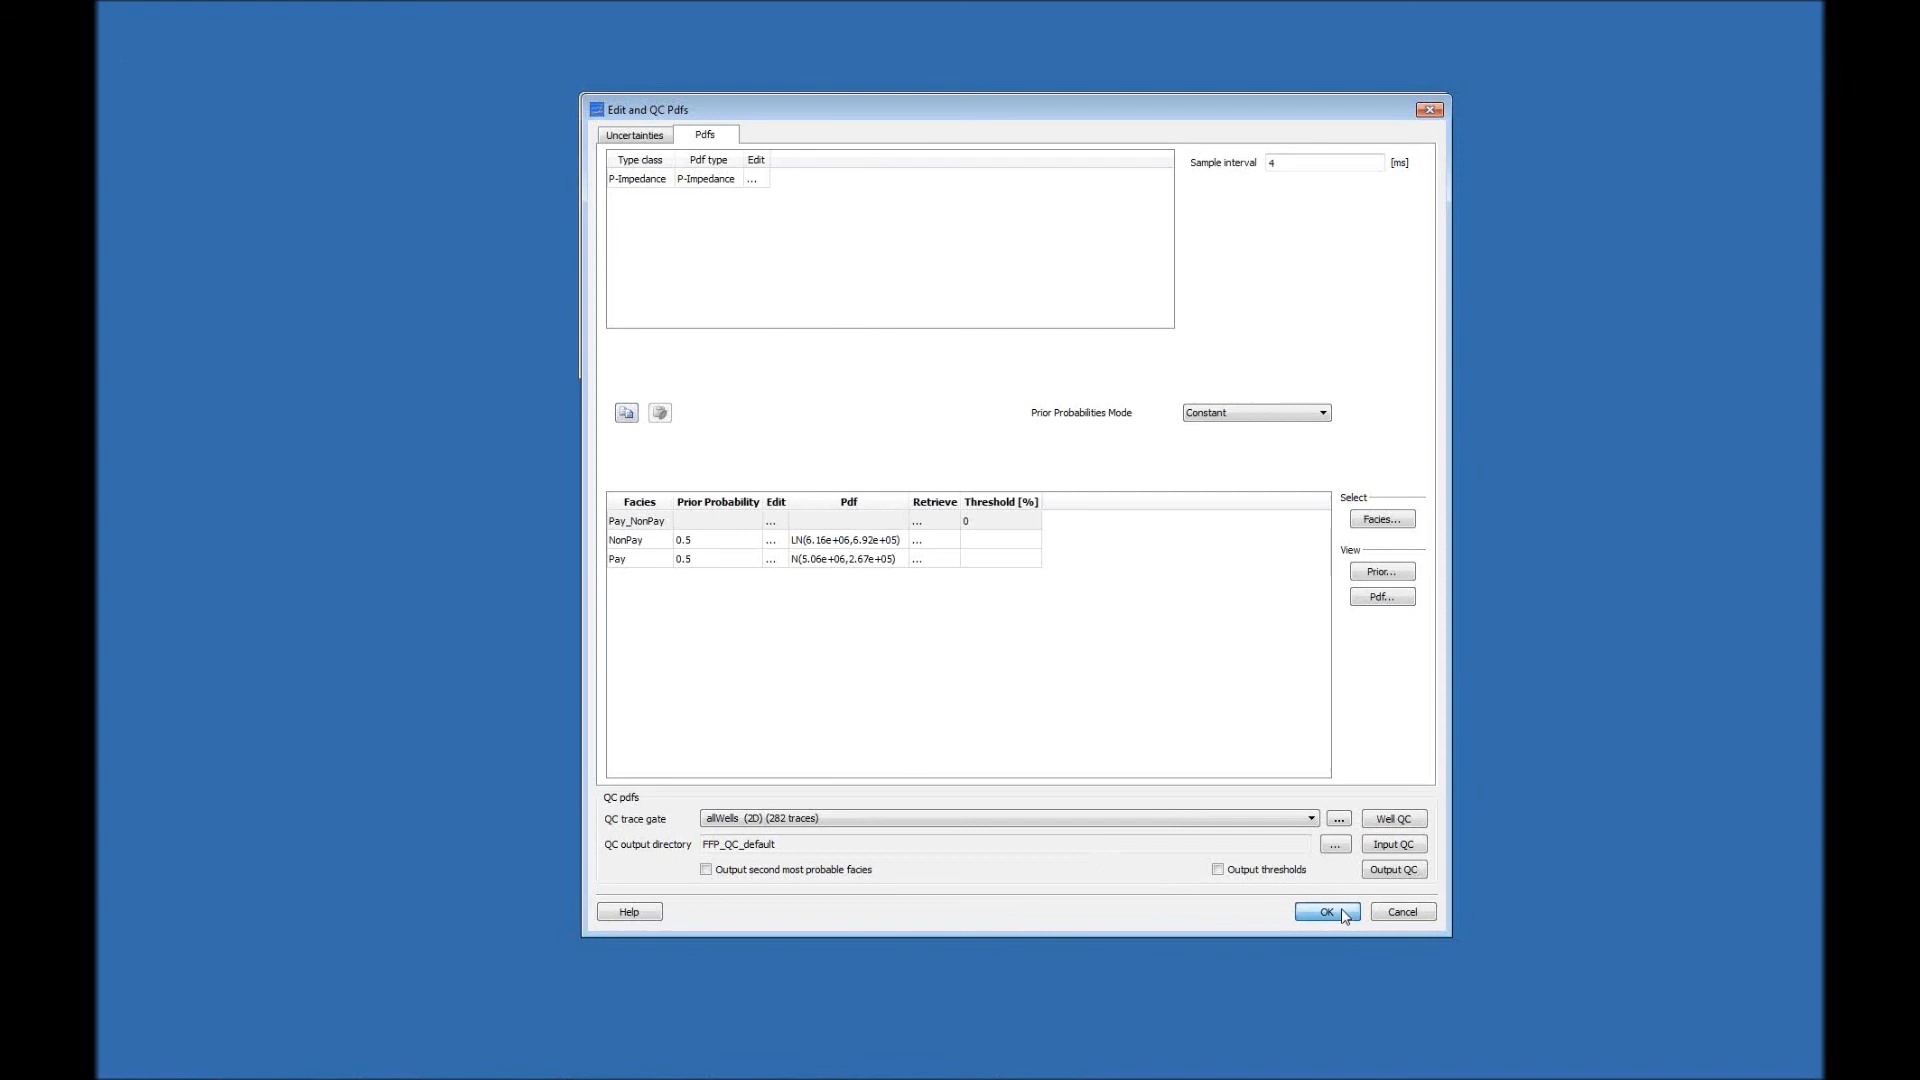 Edit and QC Pdfs
Uncertainties Pdfs
Type class Pdf type Edit
P-Impedance P-Impedance ...
Sample interval 4 [ms]
Prior Probabilities Mode Constant
Facies Prior Probability Edit Pdf Retrieve Threshold [%]
Pay_NonPay ... ... 0
NonPay 0.5 ... LN(6.16e+06,6.92e+05) ...
Pay 0.5 ... N(5.06e+06,2.67e+05) ...
Select
Facies...
View
Prior...
Pdf...
QC pdfs
QC trace gate allWells (2D) (282 traces) ... Well QC
QC output directory FFP_QC_default ... Input QC
Output second most probable facies Output thresholds Output QC
Help OK Cancel